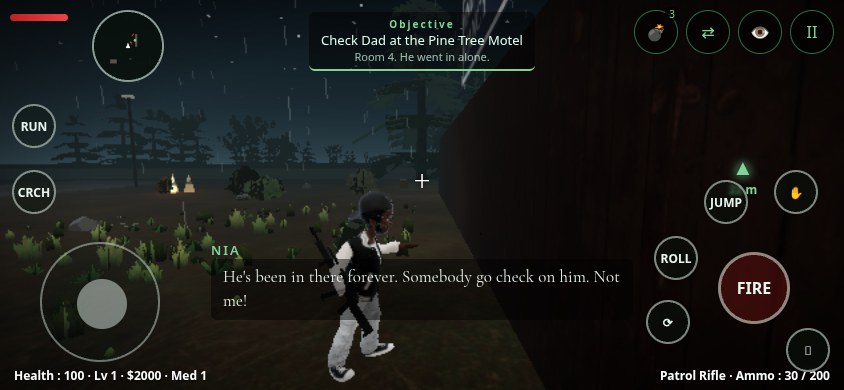 3
Objective
Check Dad at the Pine Tree Motel
Room 4. He went in alone.
II
RUN
CRCH
m
JUMP
NIA
ROLL
He's been in there forever. Somebody go check on him. Not
me!
FIRE
Health : 100 · Lv 1 · $2000 · Med 1
Patrol Rifle · Ammo : 30 / 200